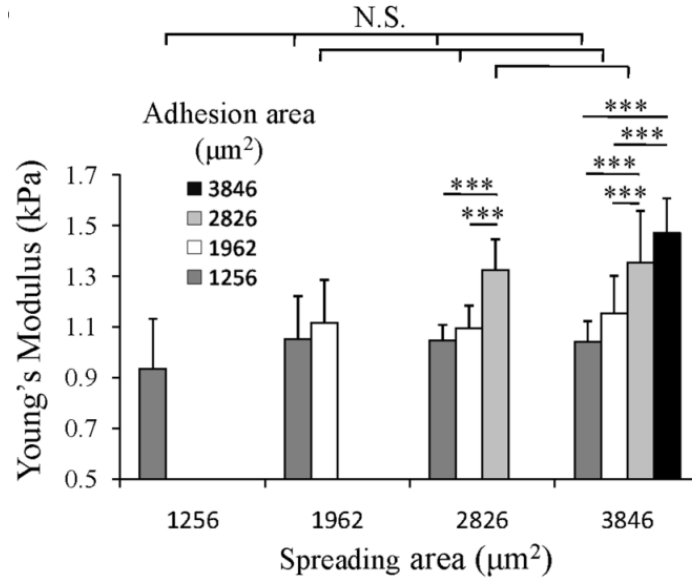 N.S.
Adhesion area
(μm²)
3846
2826
1962
1256
***
***
***
***
***
***
Young's Modulus (kPa)
1.7
1.5
1.3
1.1
0.9
0.7
0.5
1256 1962 2826 3846
Spreading area (μm²)